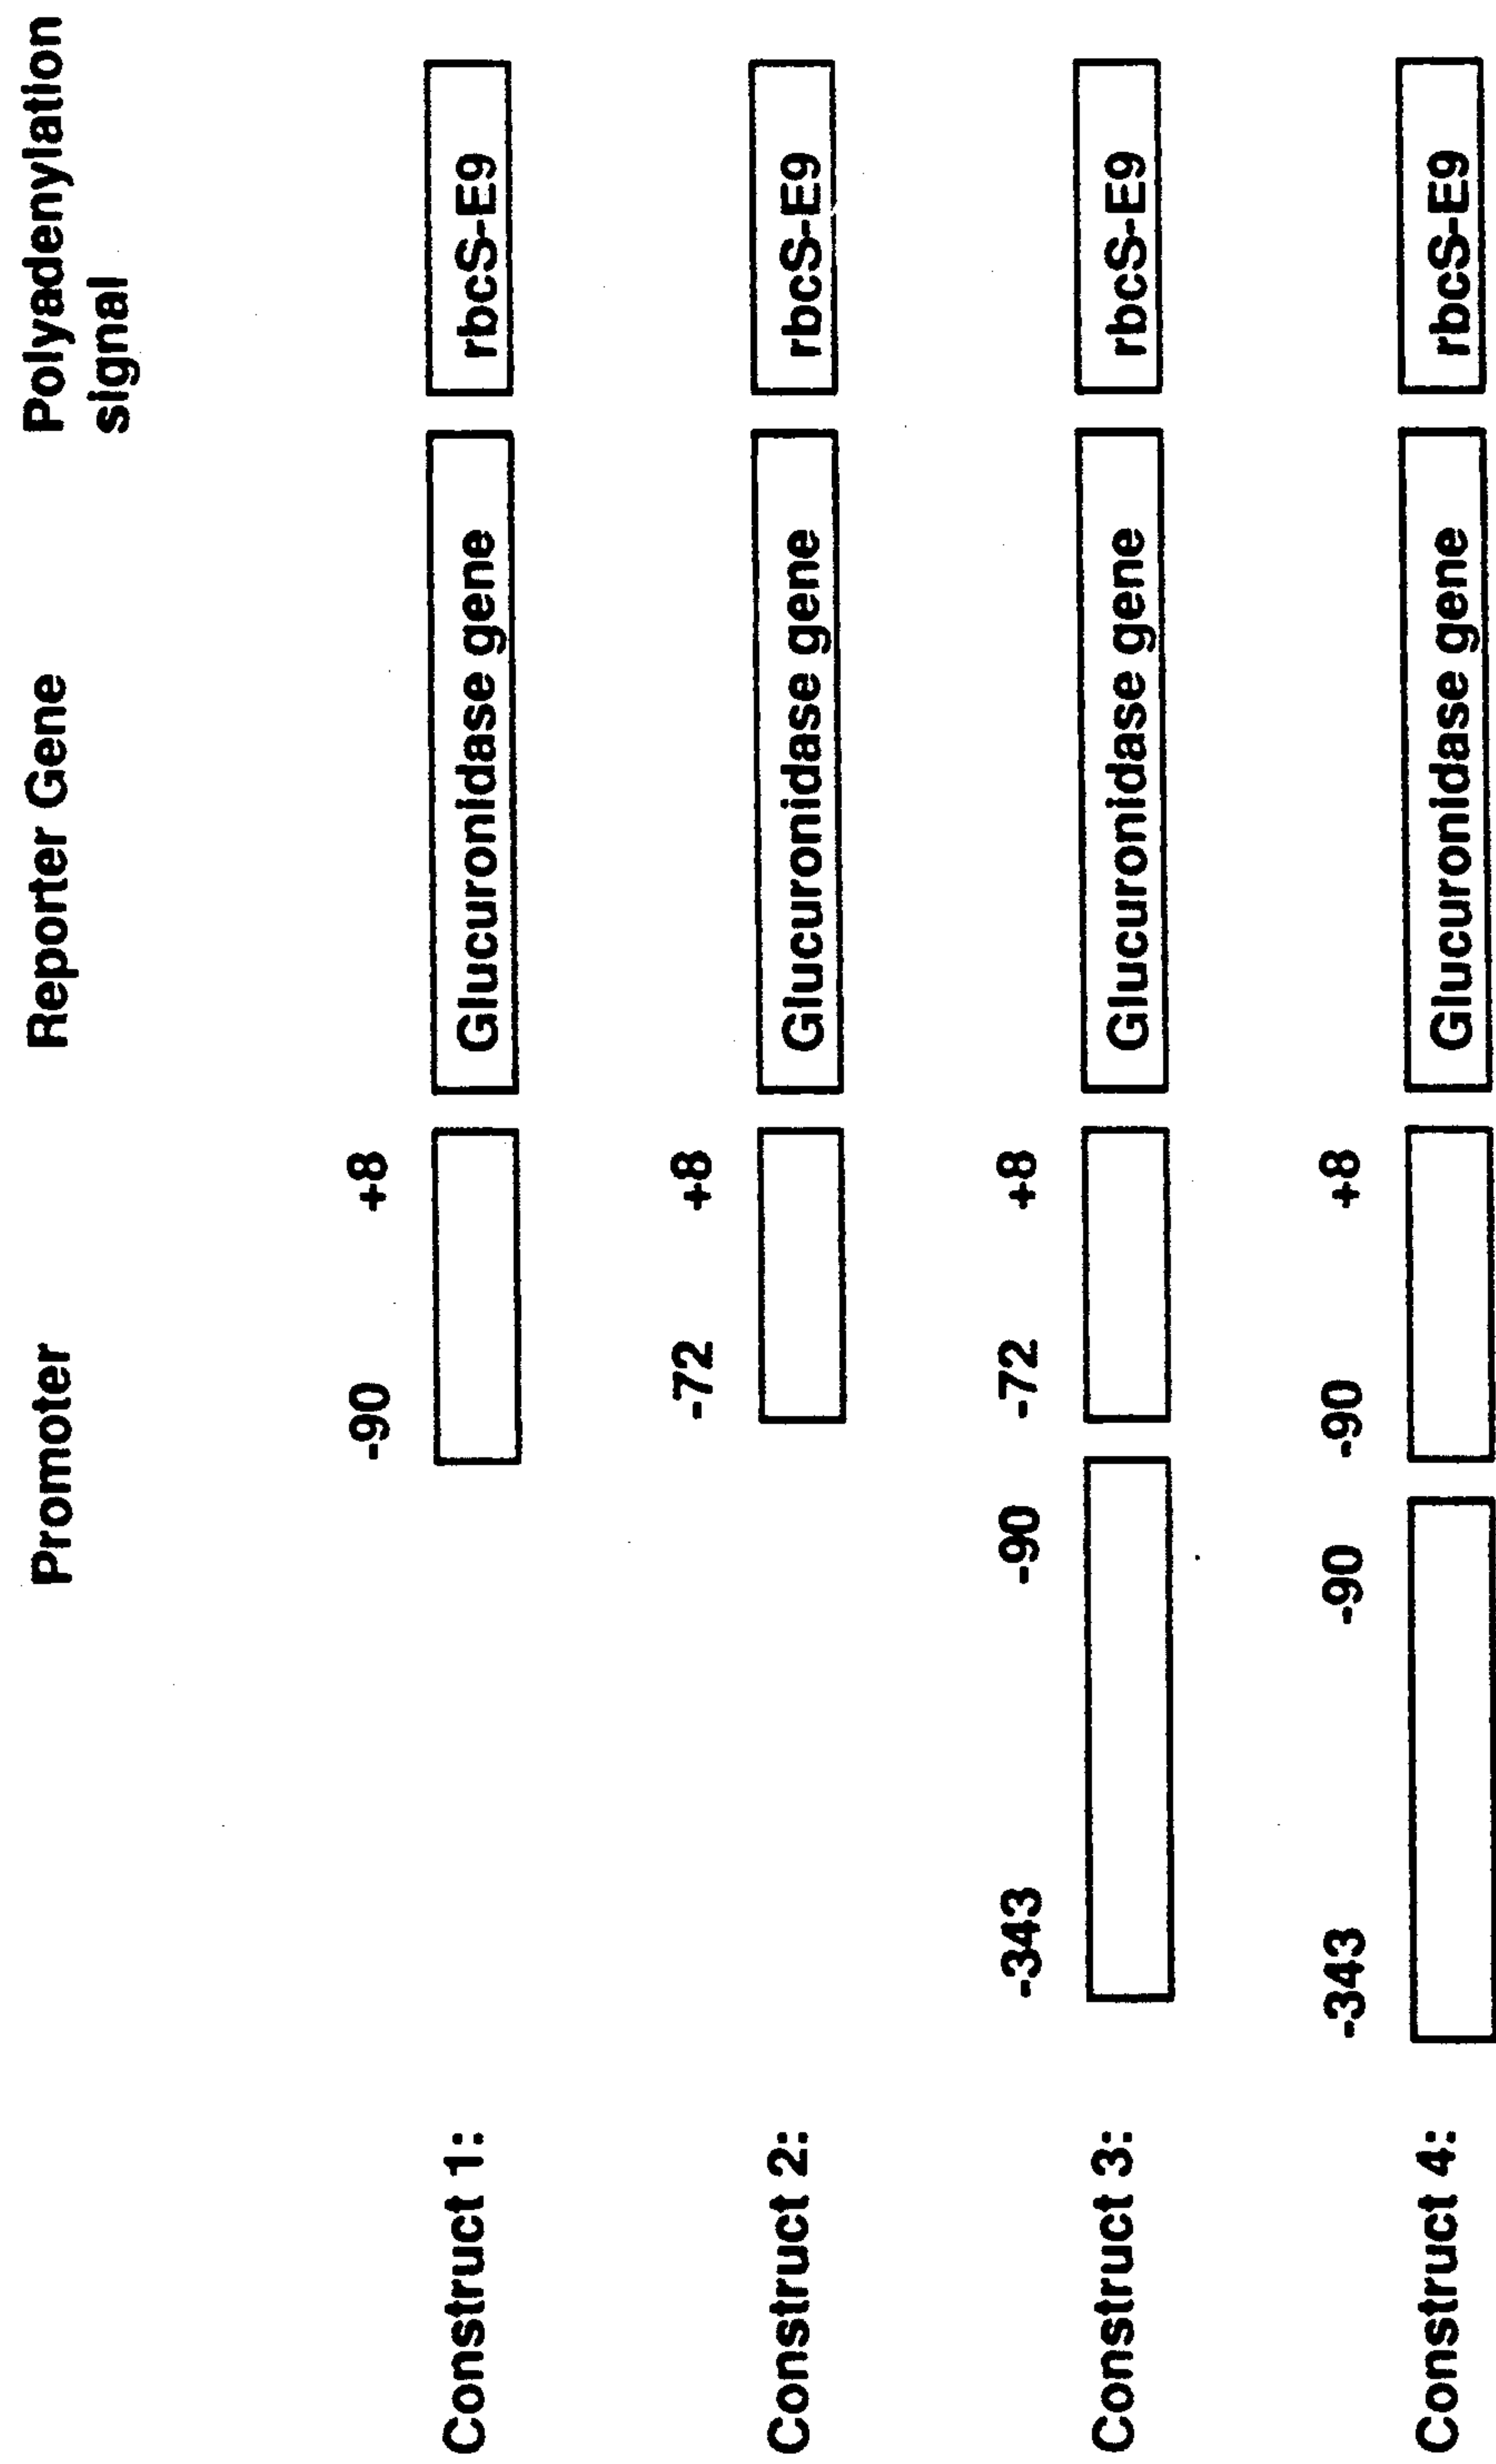 Promoter Reporter Gene Polyadenylation
signal
-90 +8
Construct 1: Glucuronidase gene rbcS-E9
-72 +8
Construct 2: Glucuronidase gene rbcS-E9
-343 -90 -72 +8
Construct 3: Glucuronidase gene rbcS-E9
-343 -90 -90 +8
Construct 4: Glucuronidase gene rbcS-E9